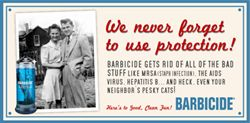 We never forget
to use protection!
BARBICIDE GETS RID OF ALL OF THE BAD
STUFF LIKE MRSA (STAPH INFECTION), THE AIDS
VIRUS, HEPATITIS B... AND HECK. EVEN YOUR
NEIGHBOR'S PESKY CATS!
Here's to Good, Clean Fun!
BARBICIDE